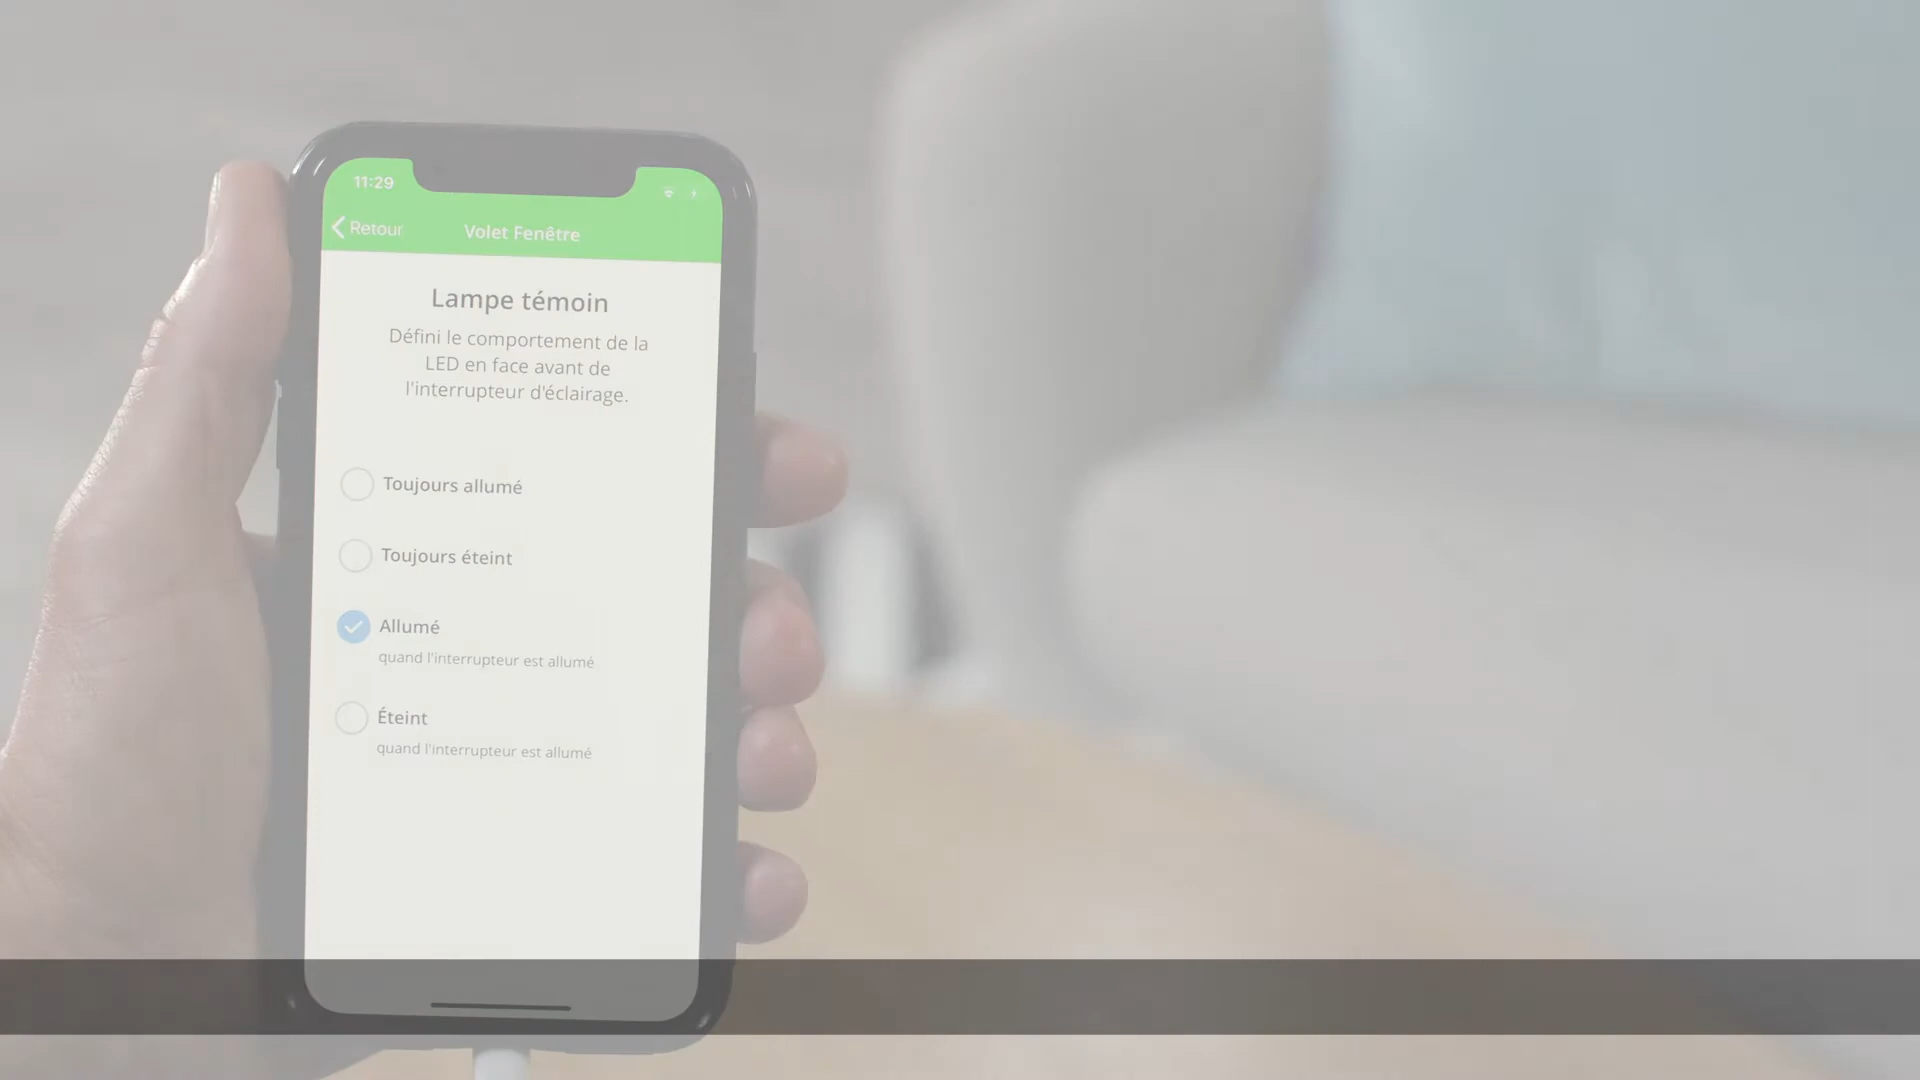 11:29
Retour
Volet Fenêtre
Lampe témoin
Défini le comportement de la
LED en face avant de
l'interrupteur d'éclairage.
Toujours allumé
Toujours éteint
Allumé
quand l'interrupteur est allumé
Éteint
quand l'interrupteur est allumé